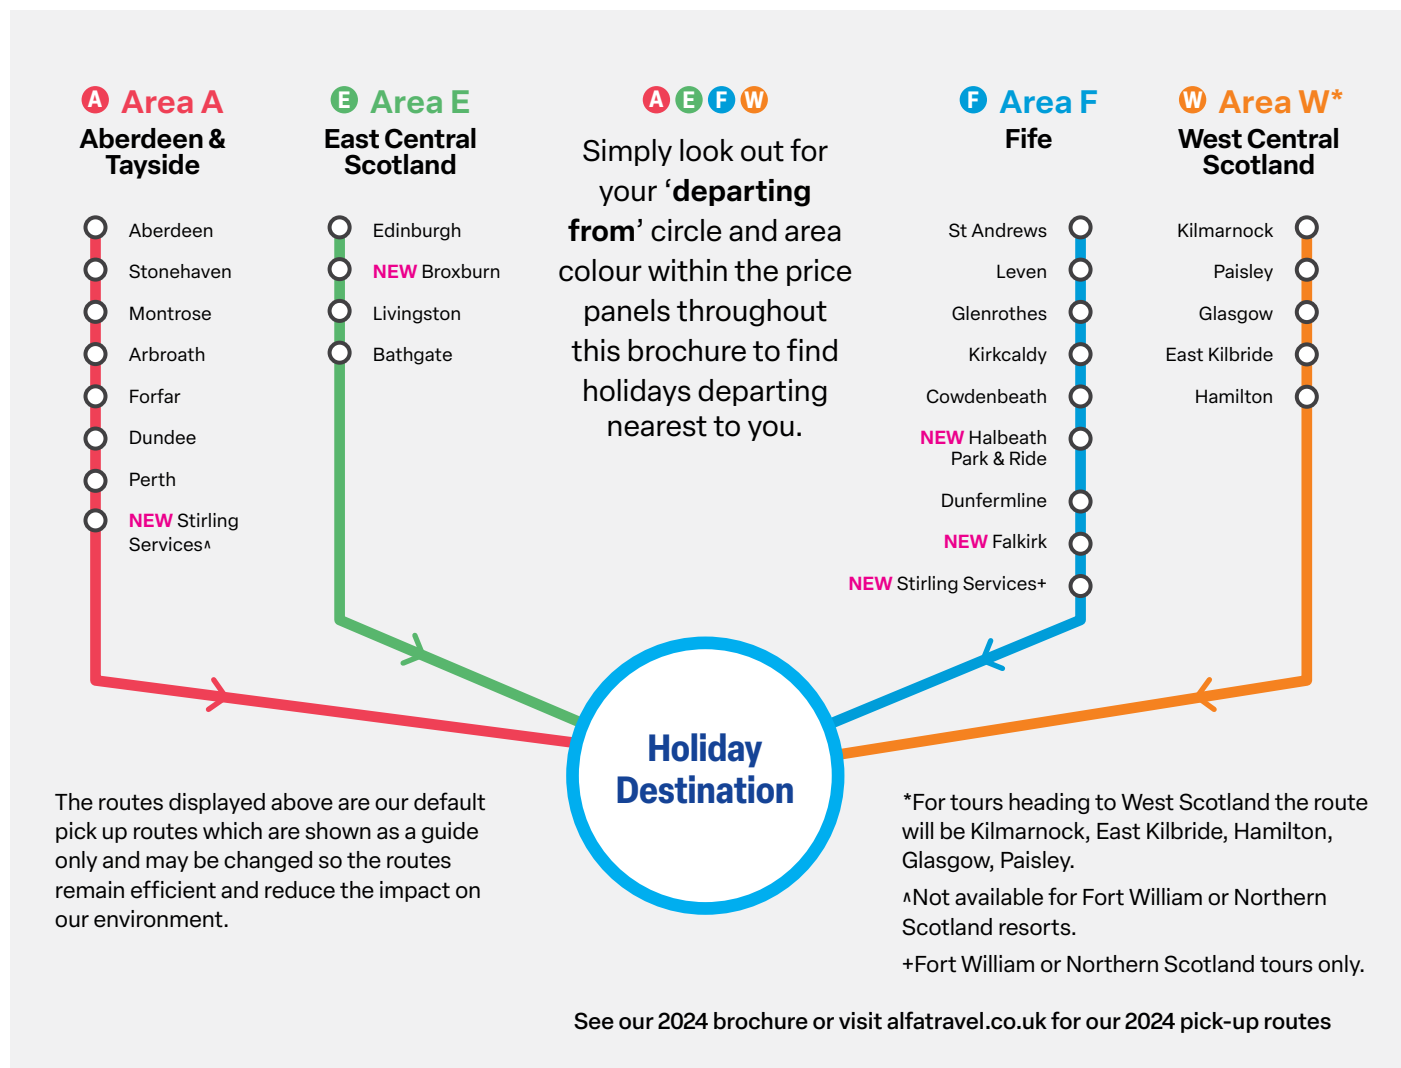 A Area A
Aberdeen &
Tayside
Aberdeen
Stonehaven
Montrose
Arbroath
Forfar
Dundee
Perth
NEW Stirling
Services^
E Area E
East Central
Scotland
Edinburgh
NEW Broxburn
Livingston
Bathgate
A E F W
Simply look out for
your ‘departing
from’ circle and area
colour within the price
panels throughout
this brochure to find
holidays departing
nearest to you.
F Area F
Fife
St Andrews
Leven
Glenrothes
Kirkcaldy
Cowdenbeath
NEW Halbeath
Park & Ride
Dunfermline
NEW Falkirk
NEW Stirling Services+
W Area W*
West Central
Scotland
Kilmarnock
Paisley
Glasgow
East Kilbride
Hamilton
Holiday
Destination
The routes displayed above are our default
pick up routes which are shown as a guide
only and may be changed so the routes
remain efficient and reduce the impact on
our environment.
*For tours heading to West Scotland the route
will be Kilmarnock, East Kilbride, Hamilton,
Glasgow, Paisley.
^Not available for Fort William or Northern
Scotland resorts.
+Fort William or Northern Scotland tours only.
See our 2024 brochure or visit alfatravel.co.uk for our 2024 pick-up routes